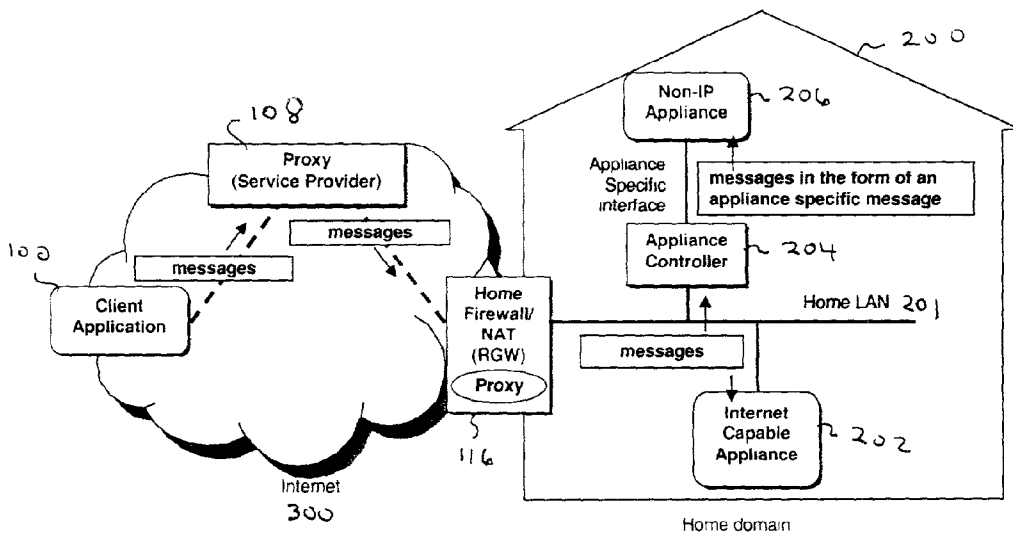 200
Non-IP
Appliance
206
108
Proxy
(Service Provider)
Appliance
Specific
interface
messages in the form of an
appliance specific message
messages
messages
100
Client
Application
Appliance
Controller
204
Home
Firewall/
NAT
(RGW)
Proxy
Home LAN 201
messages
Internet
Capable
Appliance
202
116
Internet
300
Home domain